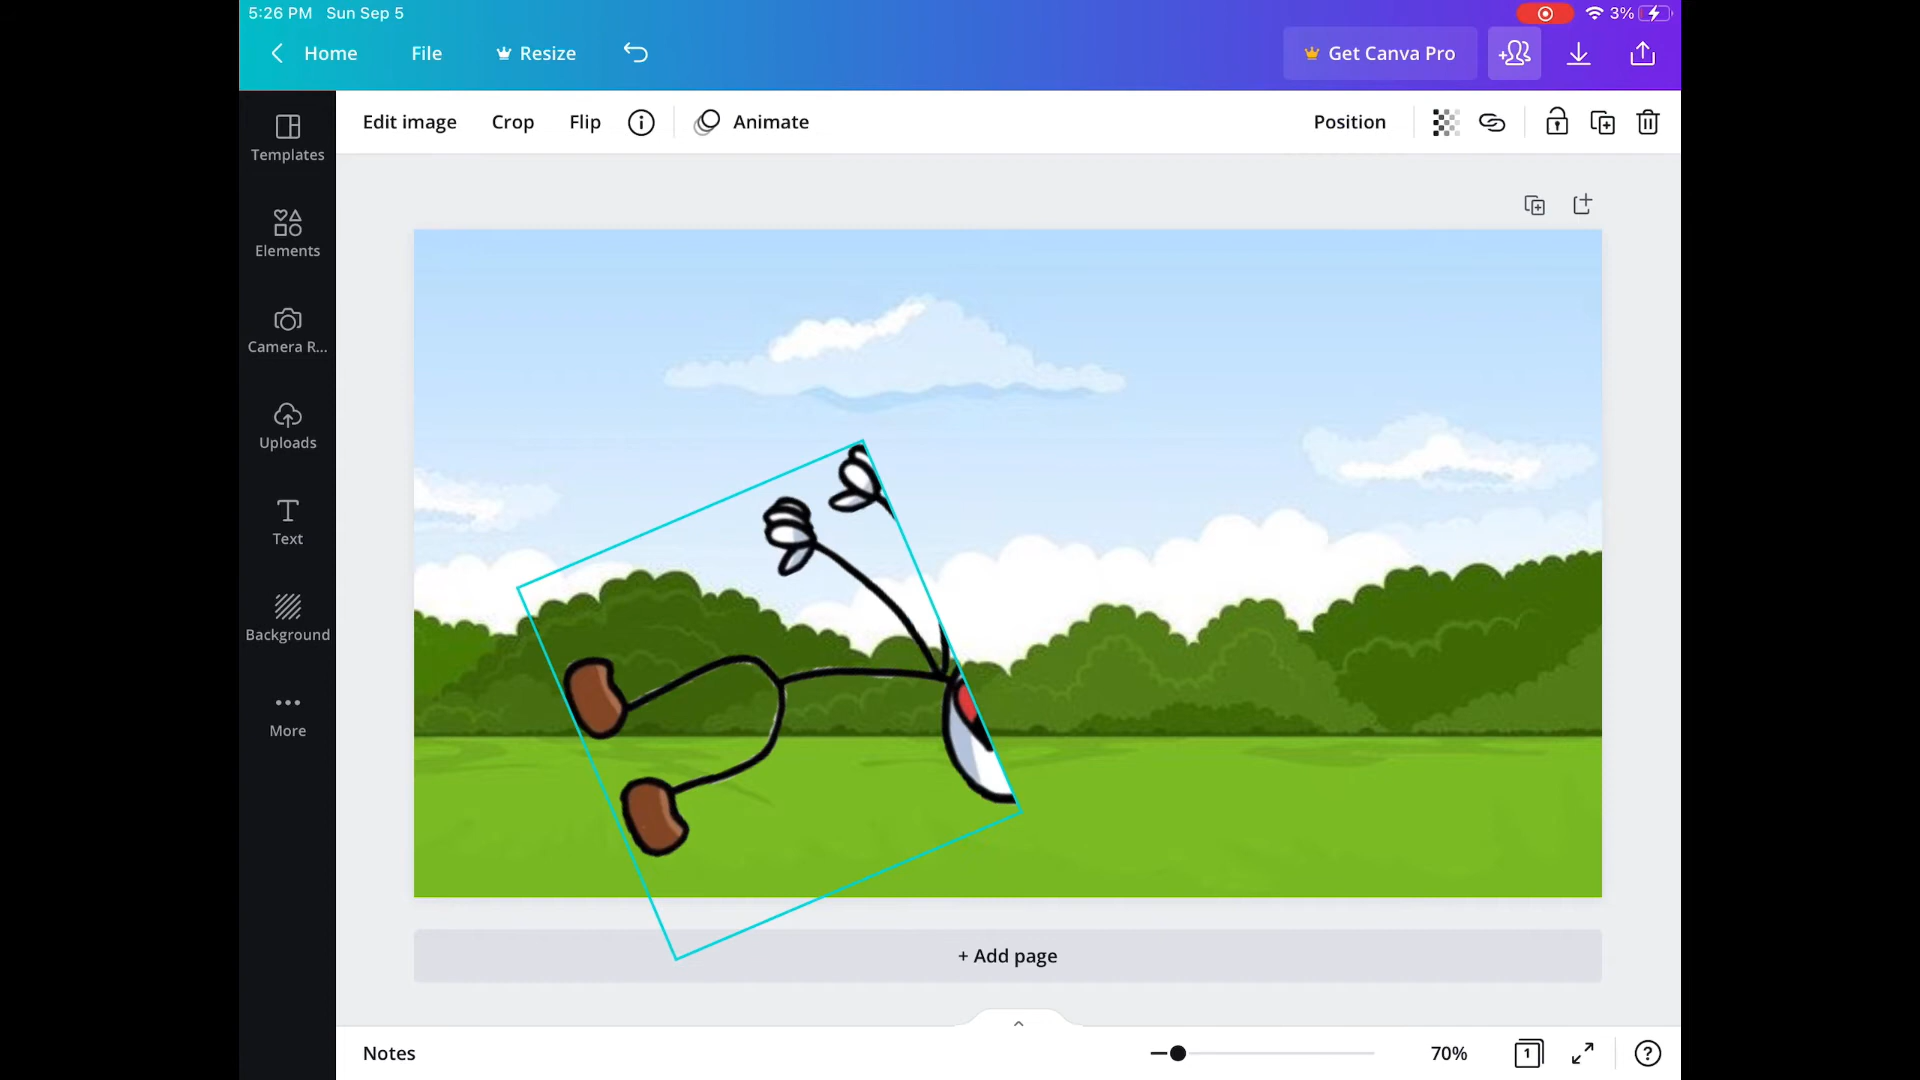 5:26 PM Sun Sep 5
3%
Home File Resize
Get Canva Pro
Edit image Crop Flip Animate Position
Templates
Elements
Camera R...
Uploads
Text
Background
More
+ Add page
Notes
70%
1
?